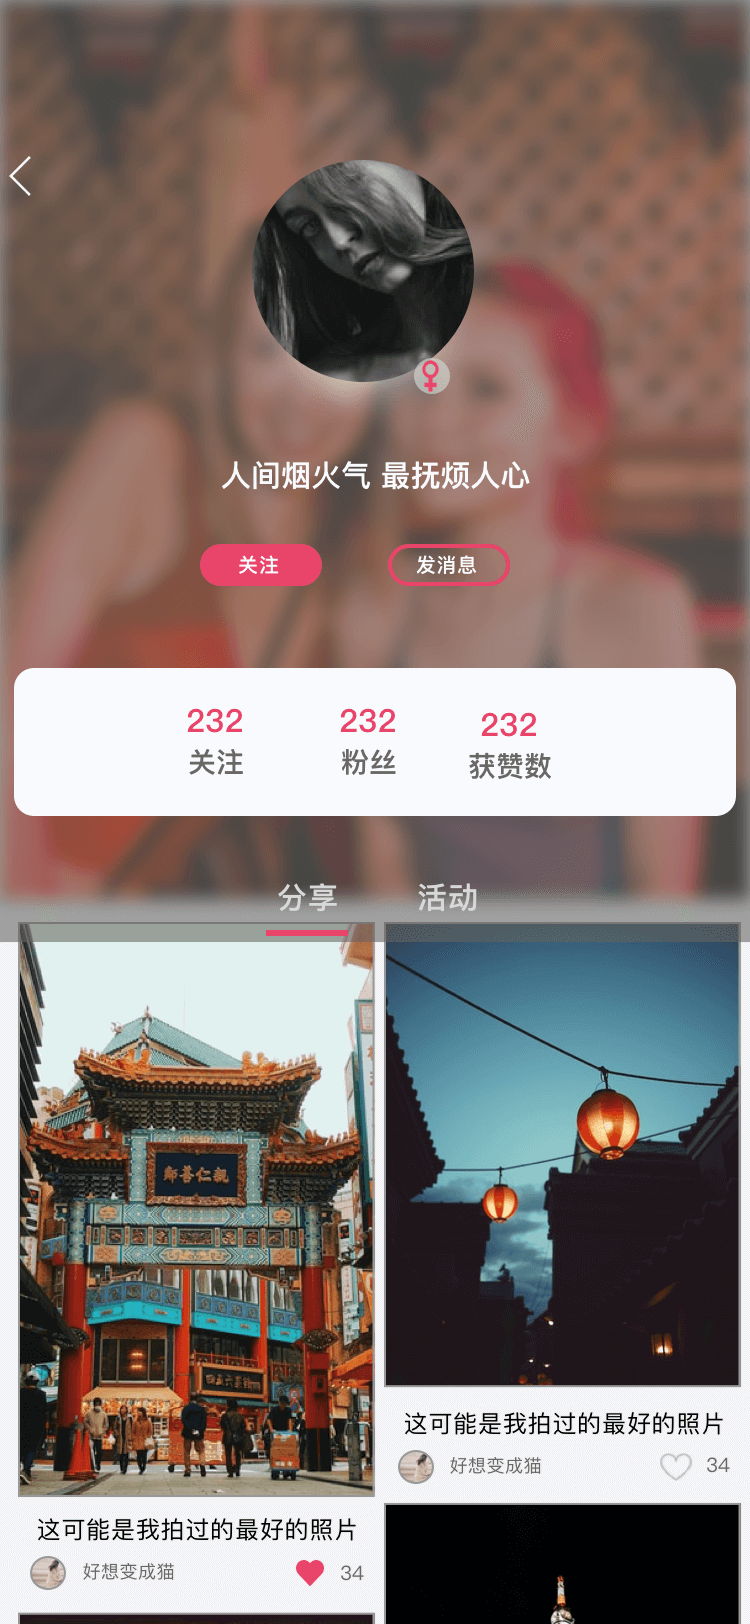 人间烟火气 最抚烦人心
关注
发消息
232
232
232
关注
粉丝
获赞数
分享
活动
鄰善仁親
这可能是我拍过的最好的照片
好想变成猫
34
这可能是我拍过的最好的照片
好想变成猫
34